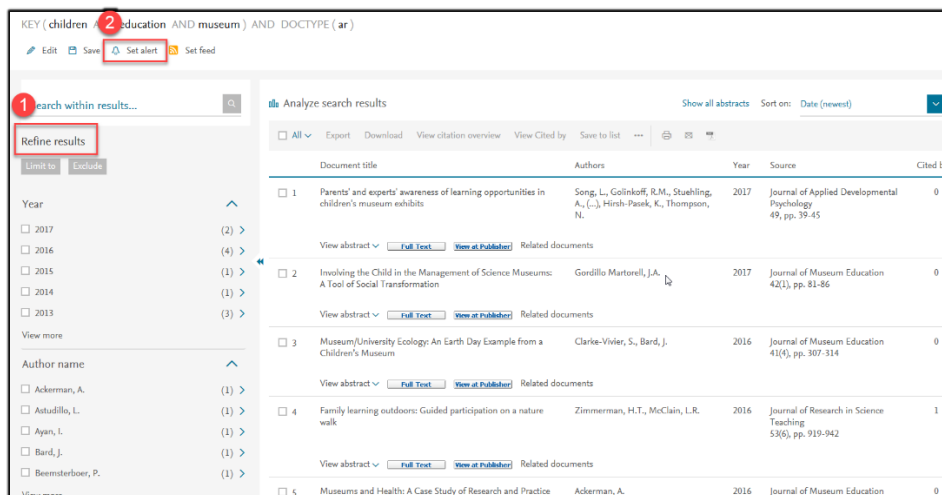 KEY ( children A 2 education AND museum ) AND DOCTYPE ( ar )
Edit Save Set alert Set feed
1 earch within results...
Analyze search results Show all abstracts Sort on: Date (newest)
Refine results
All Export Download View citation overview View Cited by Save to list ...
Limit to Exclude
Document title Authors Year Source Cited b
Year
2017 (2)
2016 (4)
2015 (1)
2014 (1)
2013 (3)
View more
Author name
Ackerman, A. (1)
Astudillo, L. (1)
Ayan, I. (1)
Bard, J. (1)
Beemsterboer, P. (1)
View more
1 Parents' and experts' awareness of learning opportunities in Song, L., Golinkoff, R.M., Stuehling, 2017 Journal of Applied Developmental 0
children's museum exhibits A., (...), Hirsh-Pasek, K., Thompson, Psychology
N. 49, pp. 39-45
View abstract Full Text View at Publisher Related documents
2 Involving the Child in the Management of Science Museums: Gordillo Martorell, J.A. 2017 Journal of Museum Education 0
A Tool of Social Transformation 42(1), pp. 81-86
View abstract Full Text View at Publisher Related documents
3 Museum/University Ecology: An Earth Day Example from a Clarke-Vivier, S., Bard, J. 2016 Journal of Museum Education 0
Children's Museum 41(4), pp. 307-314
View abstract Full Text View at Publisher Related documents
4 Family learning outdoors: Guided participation on a nature Zimmerman, H.T., McClain, L.R. 2016 Journal of Research in Science 1
walk Teaching
53(6), pp. 919-942
View abstract Full Text View at Publisher Related documents
5 Museums and Health: A Case Study of Research and Practice Ackerman, A. 2016 Journal of Museum Education 0